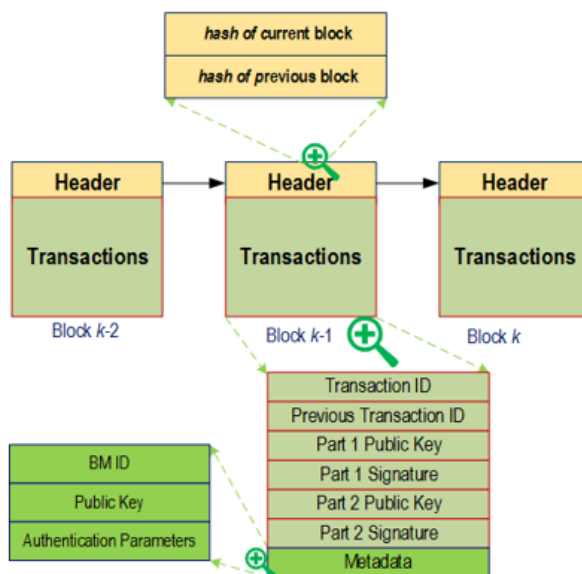 hash of current block
hash of previous block
Header
Header
Header
Transactions
Transactions
Transactions
Block k-2
Block k-1
Block k
Transaction ID
Previous Transaction ID
Part 1 Public Key
Part 1 Signature
Part 2 Public Key
Part 2 Signature
Metadata
BM ID
Public Key
Authentication Parameters